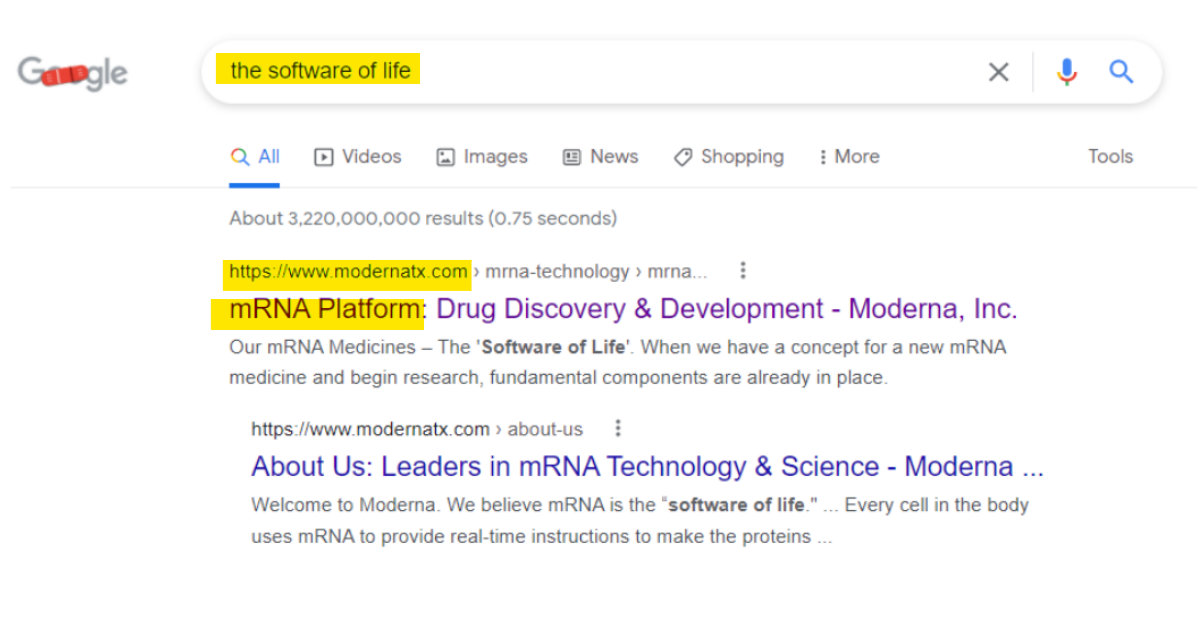 Google
the software of life
All Videos Images News Shopping More Tools
About 3,220,000,000 results (0.75 seconds)
https://www.modernatx.com › mrna-technology › mrna...
mRNA Platform: Drug Discovery & Development - Moderna, Inc.
Our mRNA Medicines – The 'Software of Life'. When we have a concept for a new mRNA
medicine and begin research, fundamental components are already in place.
https://www.modernatx.com › about-us
About Us: Leaders in mRNA Technology & Science - Moderna ...
Welcome to Moderna. We believe mRNA is the “software of life." ... Every cell in the body
uses mRNA to provide real-time instructions to make the proteins ...